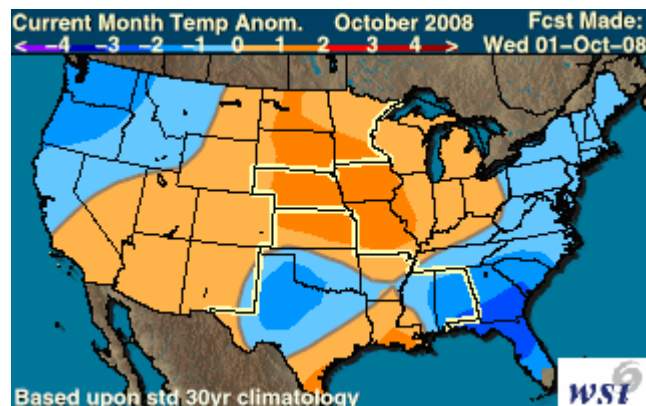 Current Month Temp Anom. October 2008 Fcst Made:
< -4 -3 -2 -1 0 1 2 3 4 > Wed 01-Oct-08
Based upon std 30yr climatology
WSI